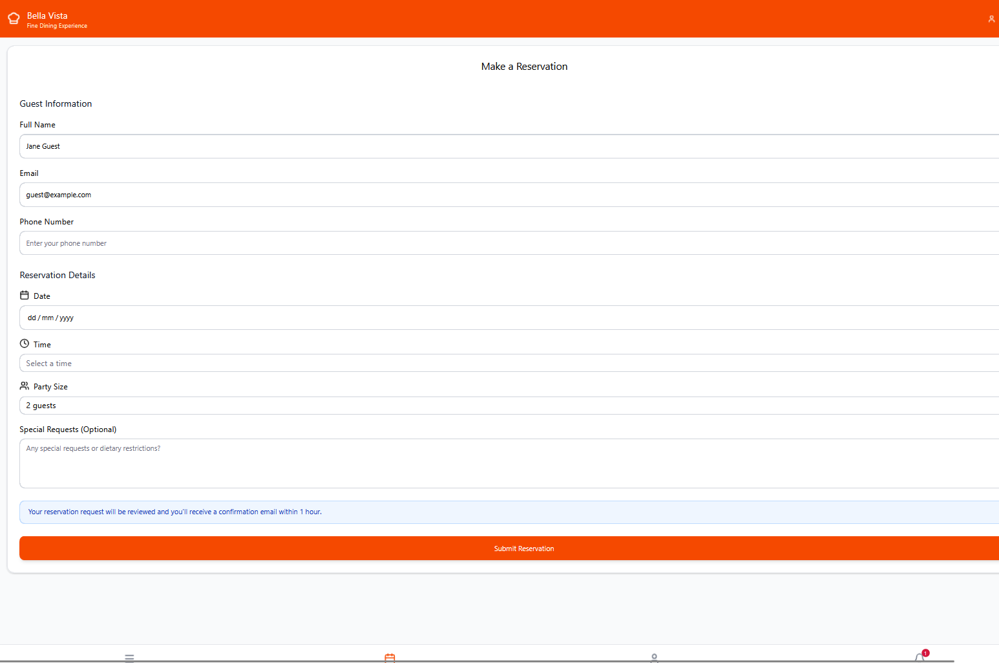 Bella Vista
Fine Dining Experience
Make a Reservation
Guest Information
Full Name
Jane Guest
Email
guest@example.com
Phone Number
Enter your phone number
Reservation Details
Date
dd / mm / yyyy
Time
Select a time
Party Size
2 guests
Special Requests (Optional)
Any special requests or dietary restrictions?
Your reservation request will be reviewed and you'll receive a confirmation email within 1 hour.
Submit Reservation
1